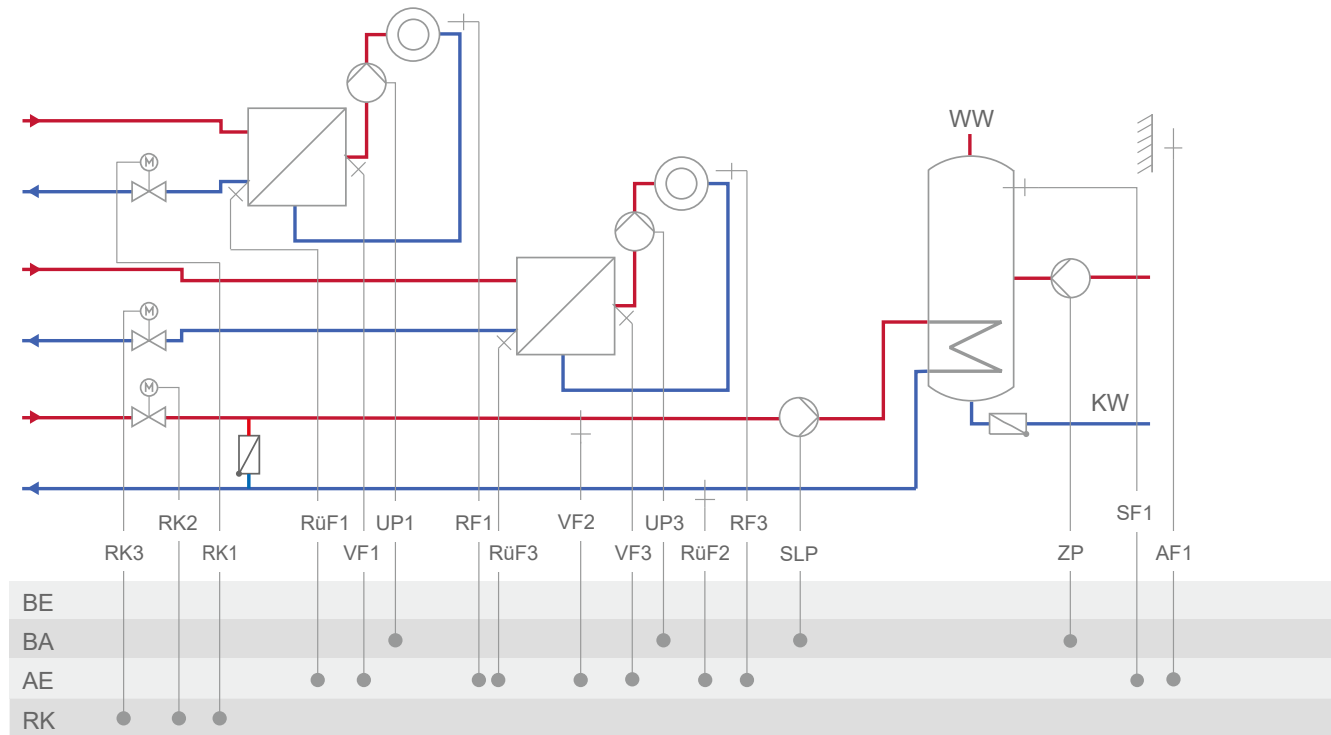 WW
M
M
M
KW
RK2 RüF1 UP1 RF1 VF2 UP3 RF3 SF1
RK3 RK1 VF1 RüF3 VF3 RüF2 SLP ZP AF1
BE
BA
AE
RK